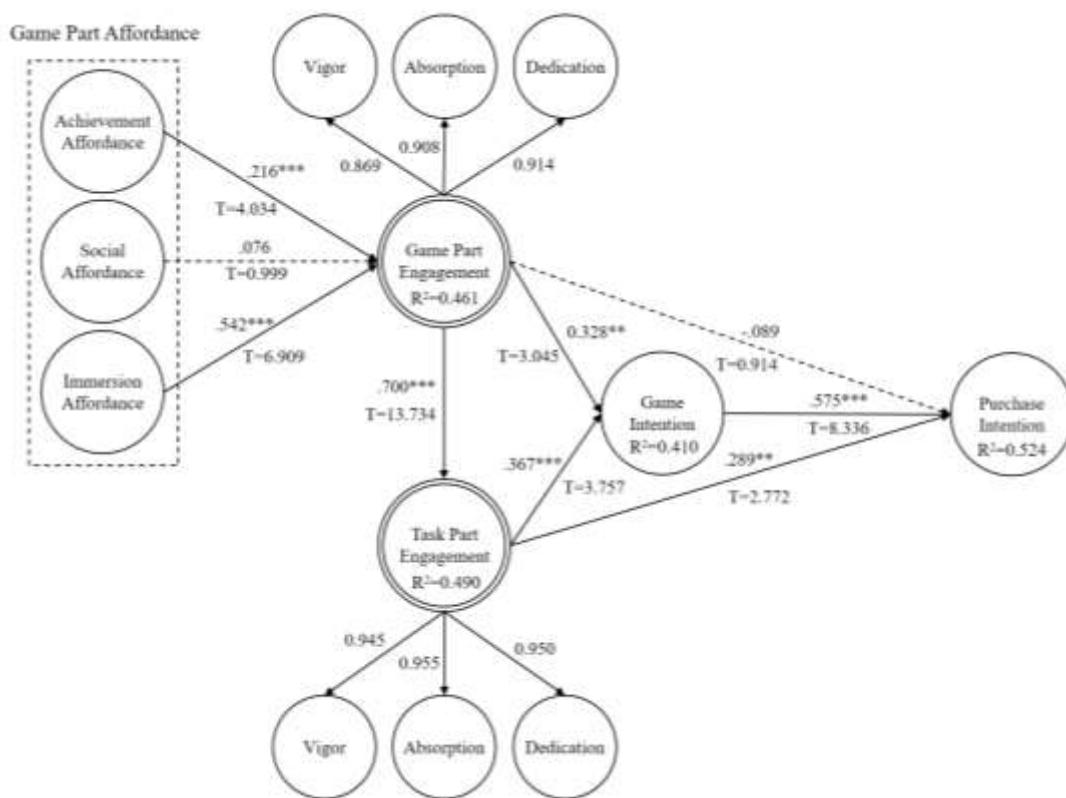 Game Part Affordance
Vigor
Absorption
Dedication
Achievement
Affordance
0.869
0.908
0.914
.216***
T=4.034
Social
Affordance
.076
T=0.999
Game Part
Engagement
R²=0.461
.542***
T=6.909
Immersion
Affordance
0.328**
T=3.045
-.089
T=0.914
.700***
T=13.734
Game
Intention
R²=0.410
.575***
T=8.336
Purchase
Intention
R²=0.524
.367***
T=3.757
.289**
T=2.772
Task Part
Engagement
R²=0.490
0.945
0.955
0.950
Vigor
Absorption
Dedication